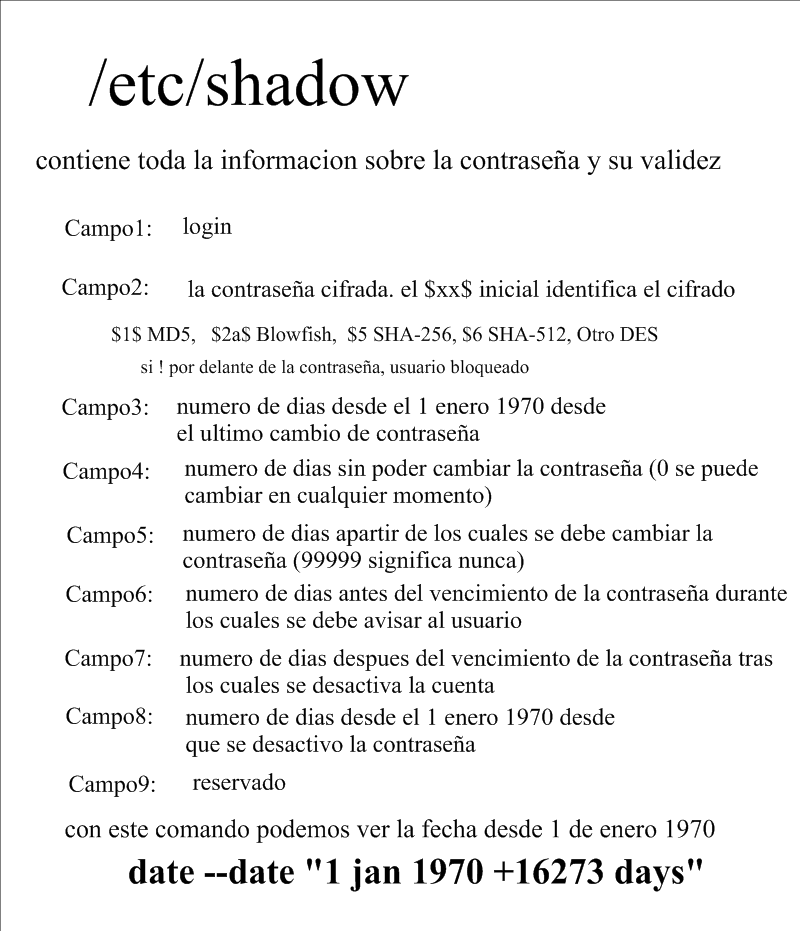 /etc/shadow
contiene toda la informacion sobre la contraseña y su validez
Campo1: login
Campo2: la contraseña cifrada. el $xx$ inicial identifica el cifrado
$1$ MD5, $2a$ Blowfish, $5 SHA-256, $6 SHA-512, Otro DES
si ! por delante de la contraseña, usuario bloqueado
Campo3: numero de dias desde el 1 enero 1970 desde
el ultimo cambio de contraseña
Campo4: numero de dias sin poder cambiar la contraseña (0 se puede
cambiar en cualquier momento)
Campo5: numero de dias apartir de los cuales se debe cambiar la
contraseña (99999 significa nunca)
Campo6: numero de dias antes del vencimiento de la contraseña durante
los cuales se debe avisar al usuario
Campo7: numero de dias despues del vencimiento de la contraseña tras
los cuales se desactiva la cuenta
Campo8: numero de dias desde el 1 enero 1970 desde
que se desactivo la contraseña
Campo9: reservado
con este comando podemos ver la fecha desde 1 de enero 1970
date --date "1 jan 1970 +16273 days"